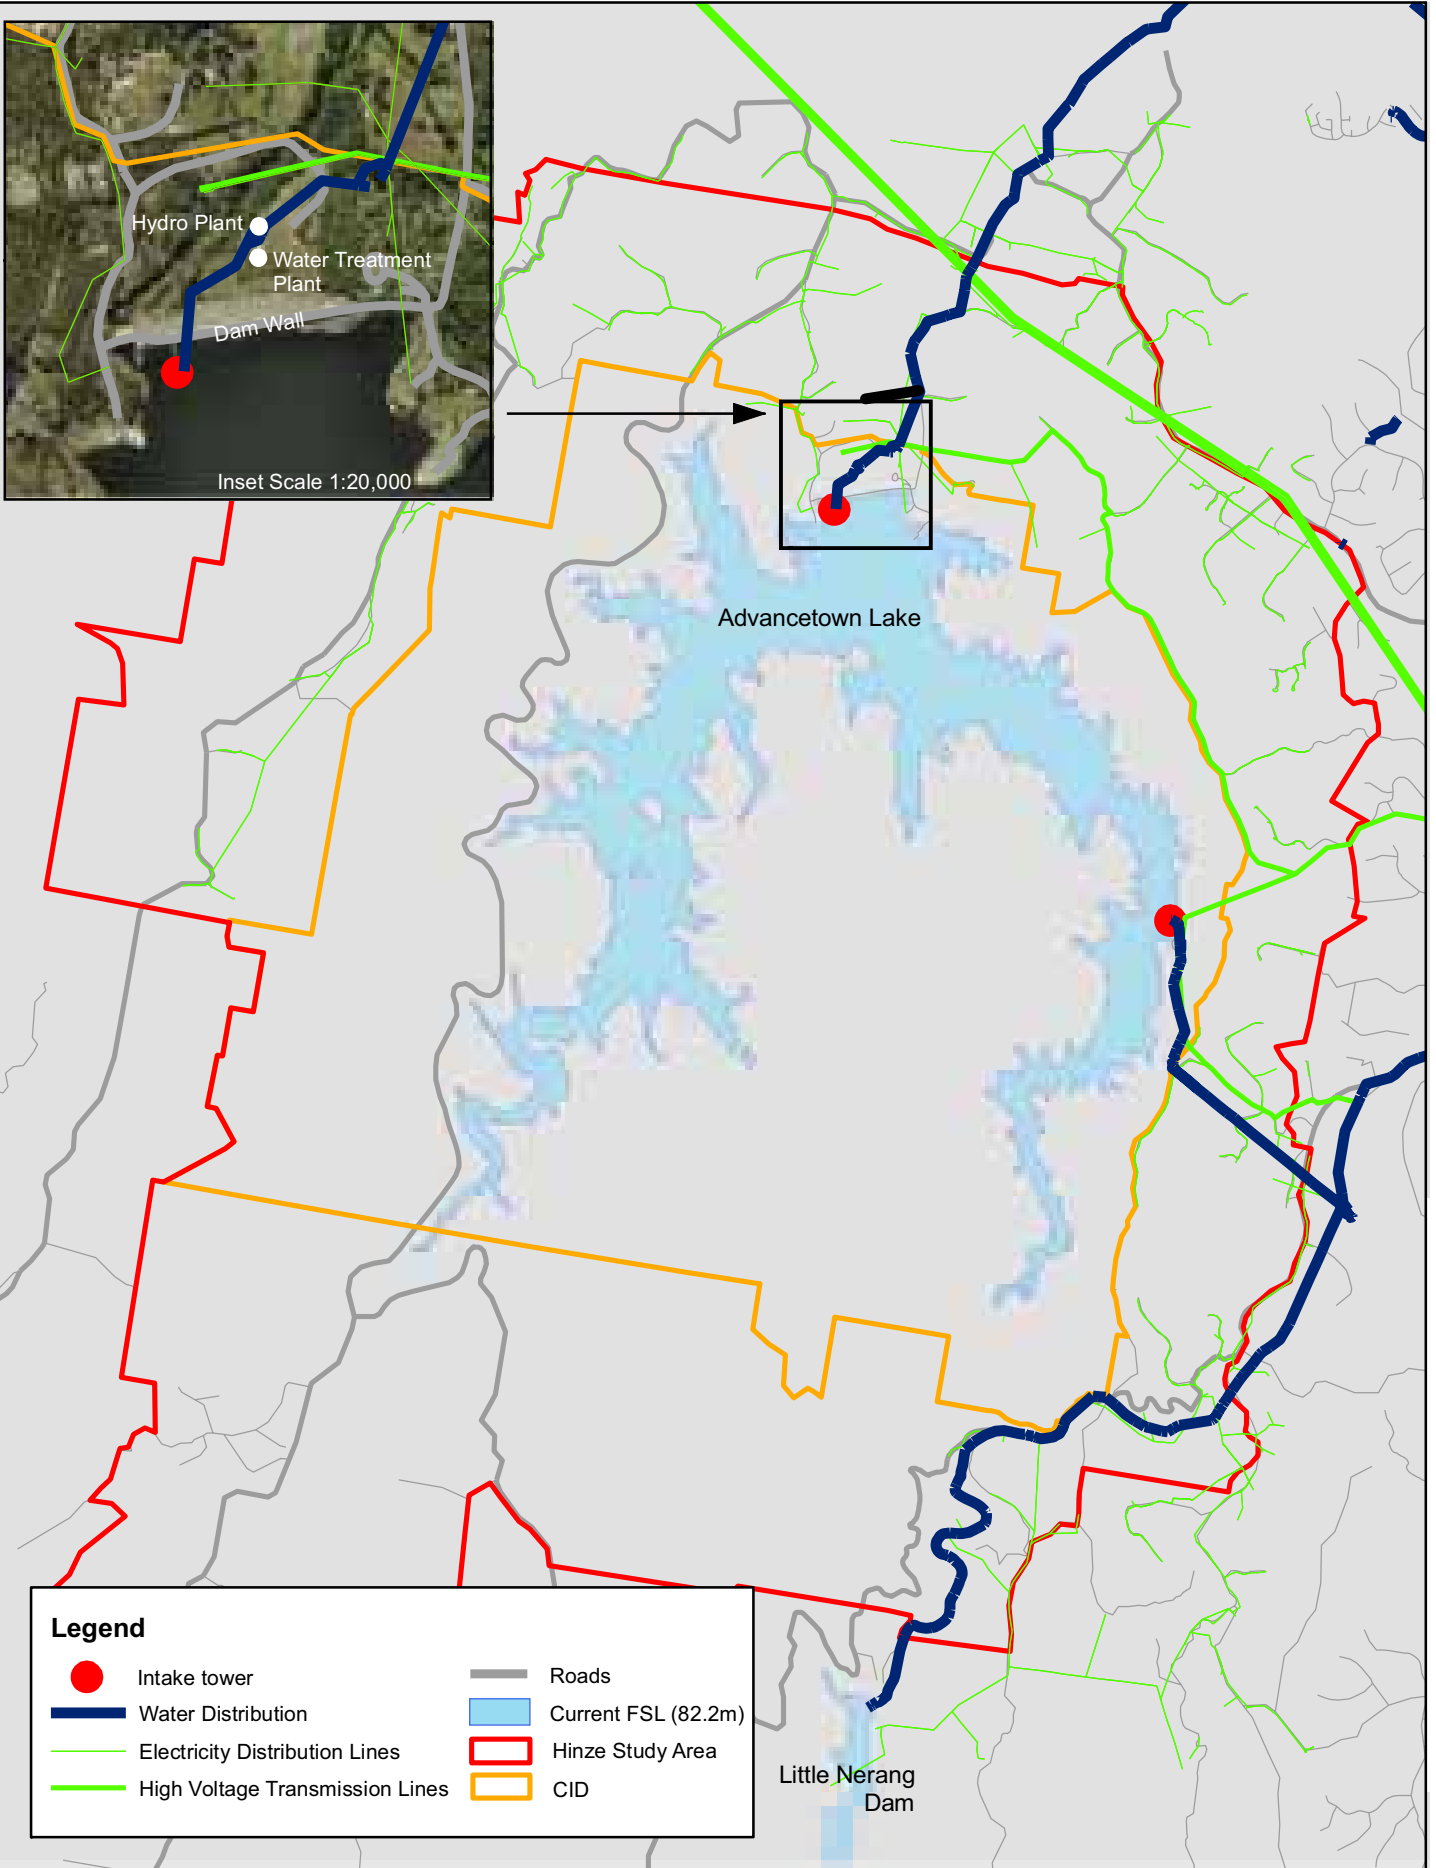 Hydro Plant
Water Treatment
Plant
Dam Wall
Inset Scale 1:20,000
Advancetown Lake
Legend
Intake tower
Water Distribution
Electricity Distribution Lines
High Voltage Transmission Lines
Roads
Current FSL (82.2m)
Hinze Study Area
CID
Little Nerang
Dam